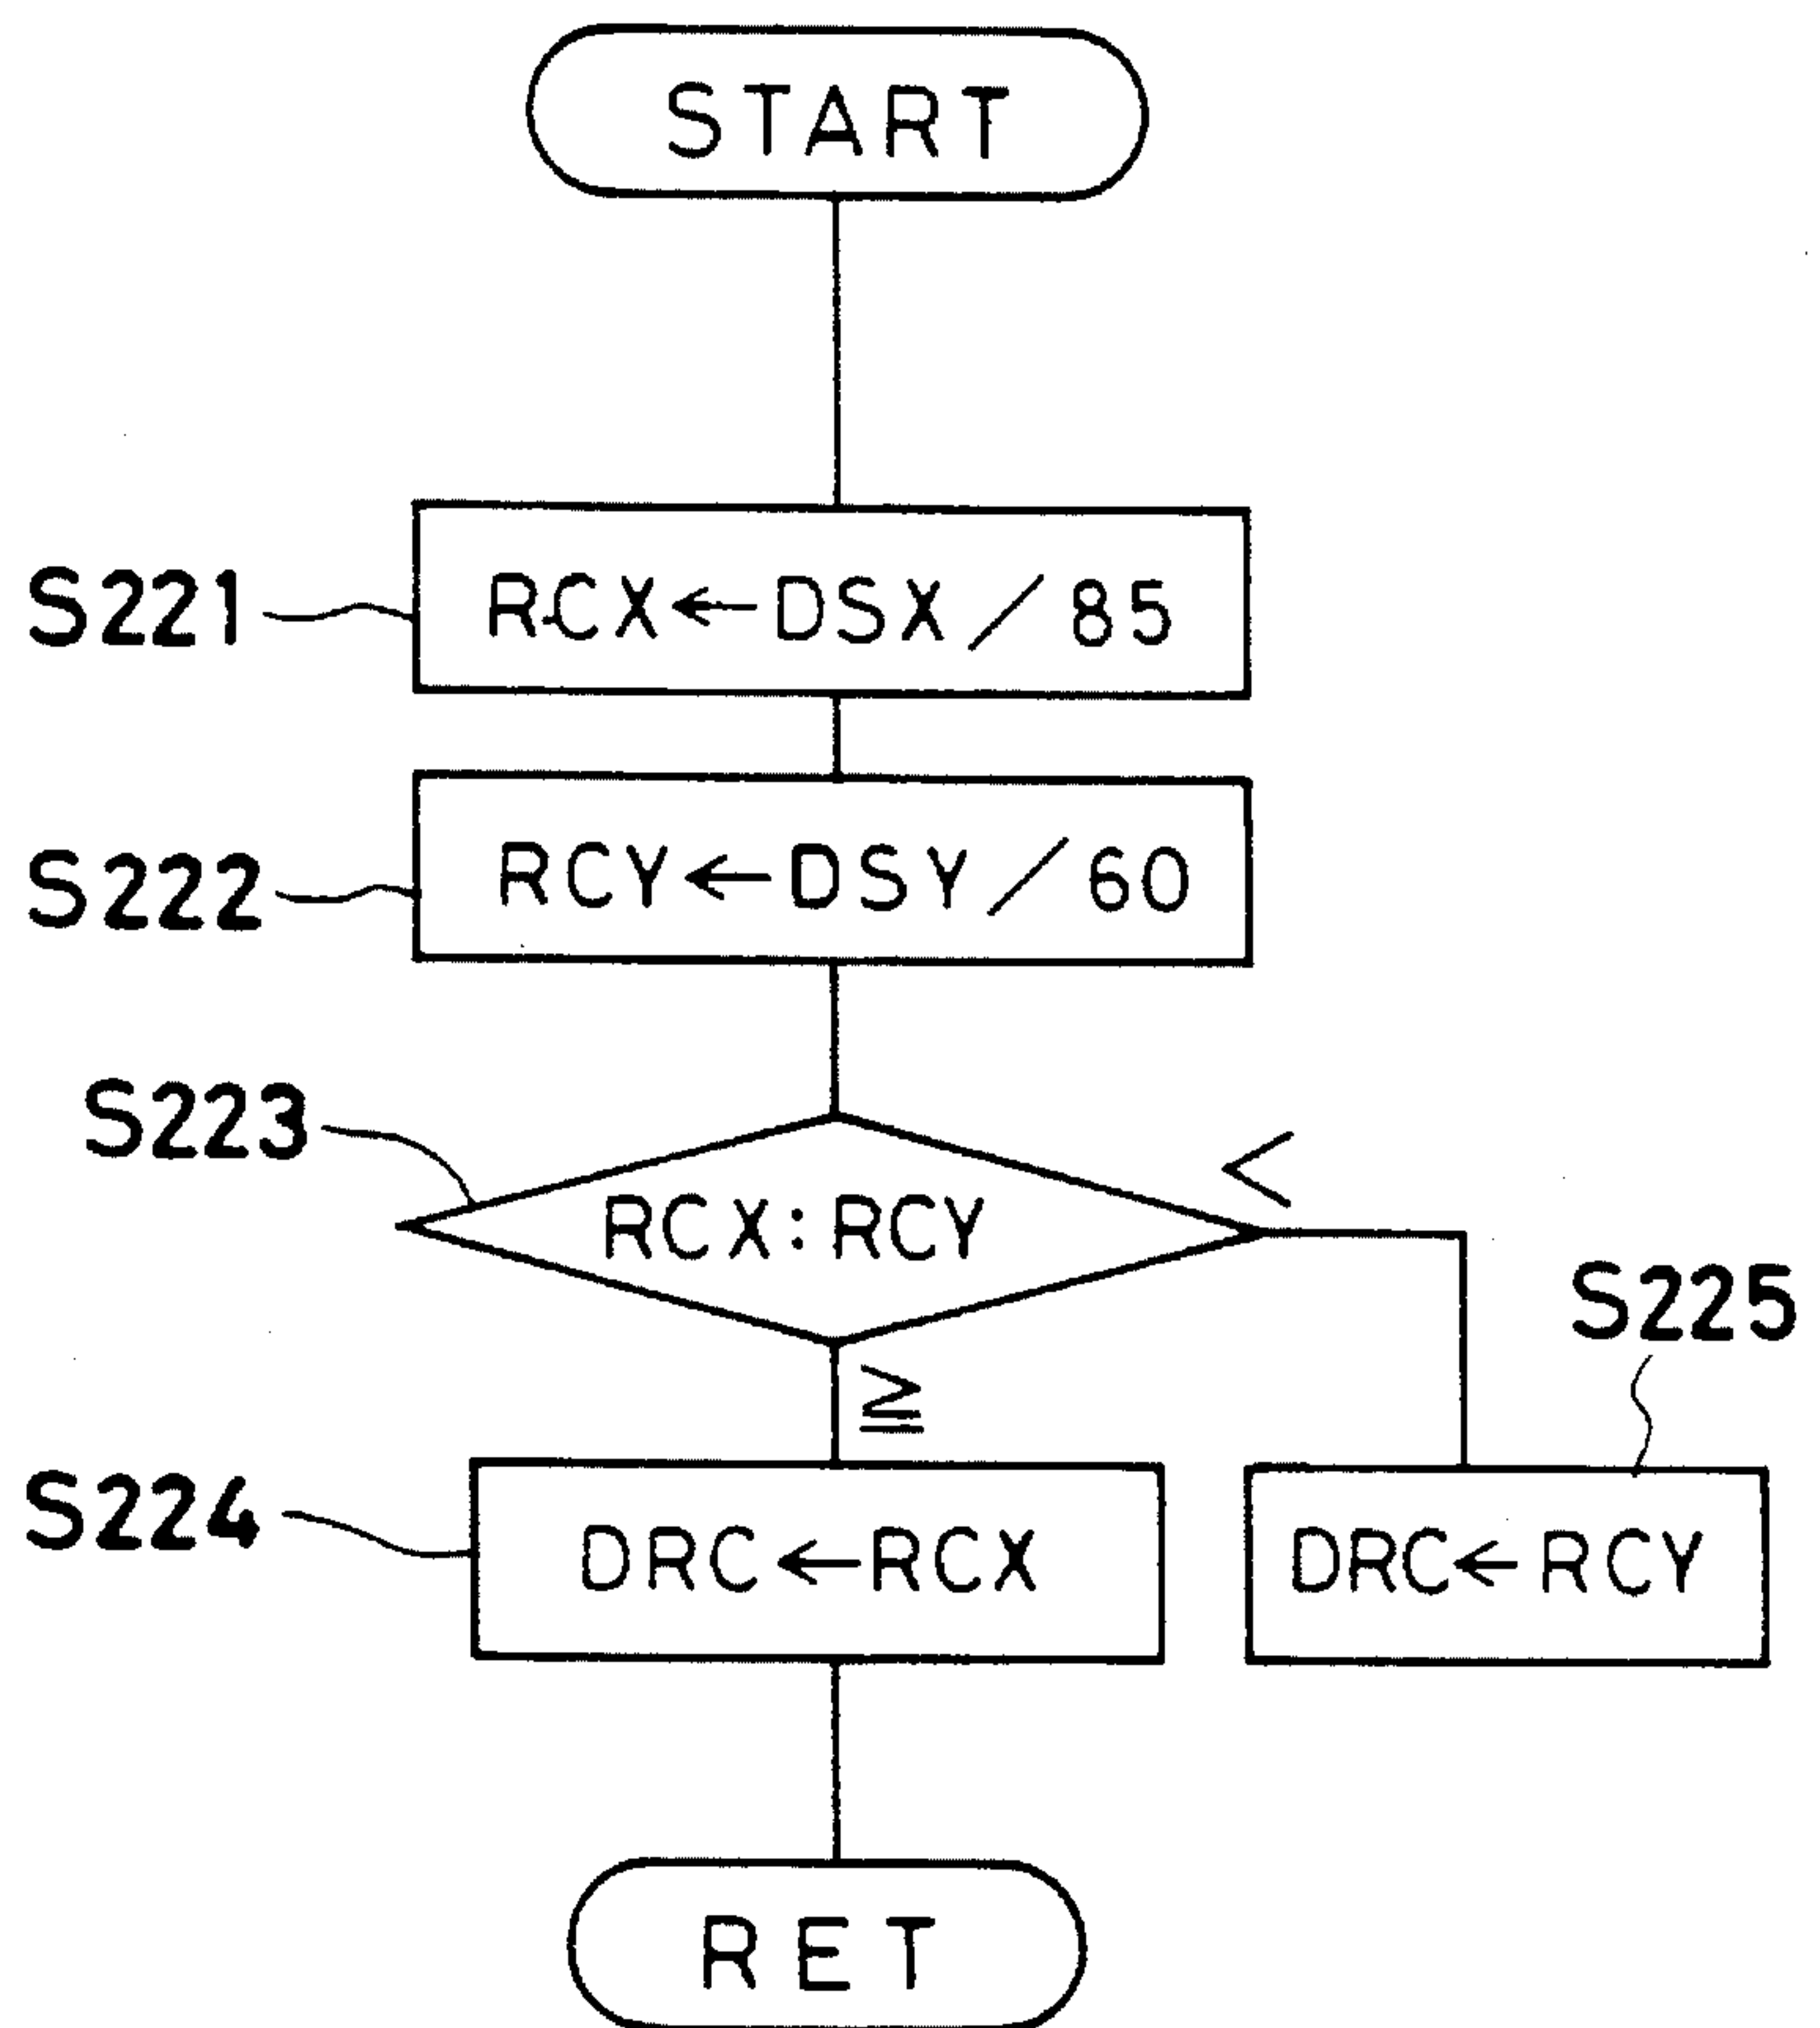 START
S221
RCX←DSX/85
S222
RCY←DSY/60
S223
RCX:RCY
<
≧
S225
S224
DRC←RCX
DRC←RCY
RET